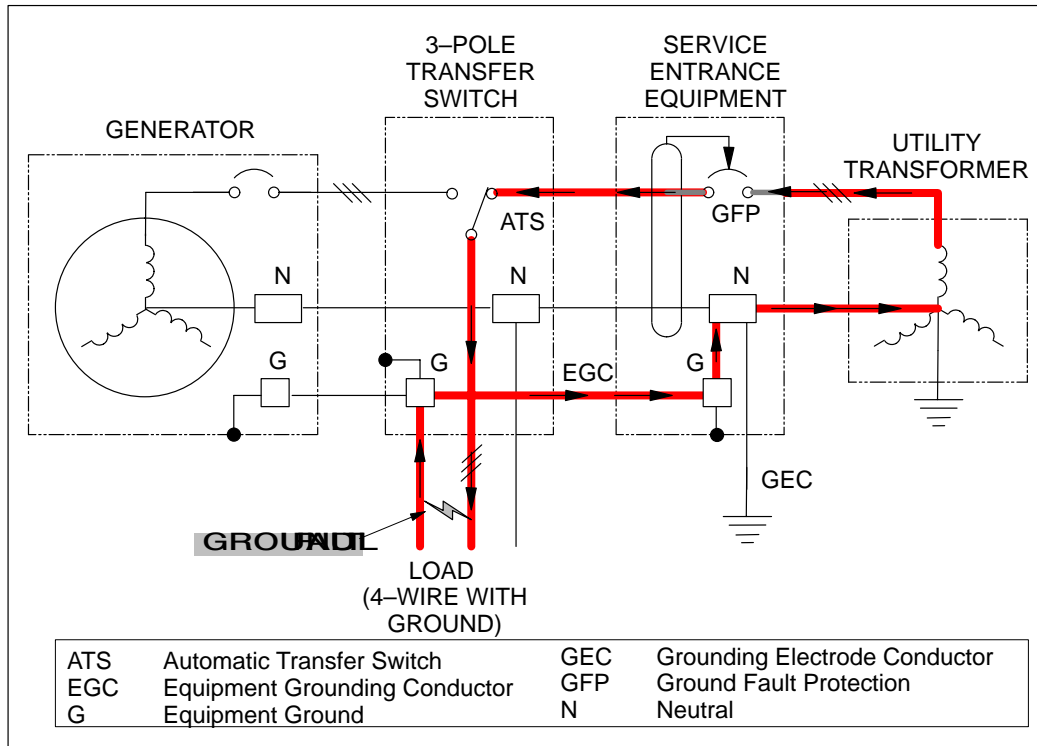 3–POLE
TRANSFER
SWITCH
SERVICE
ENTRANCE
EQUIPMENT
GENERATOR
UTILITY
TRANSFORMER
ATS
GFP
N
N
N
G
G
EGC
G
GEC
LOAD
(4–WIRE WITH
GROUND)
ATS Automatic Transfer Switch
EGC Equipment Grounding Conductor
G Equipment Ground
GEC Grounding Electrode Conductor
GFP Ground Fault Protection
N Neutral